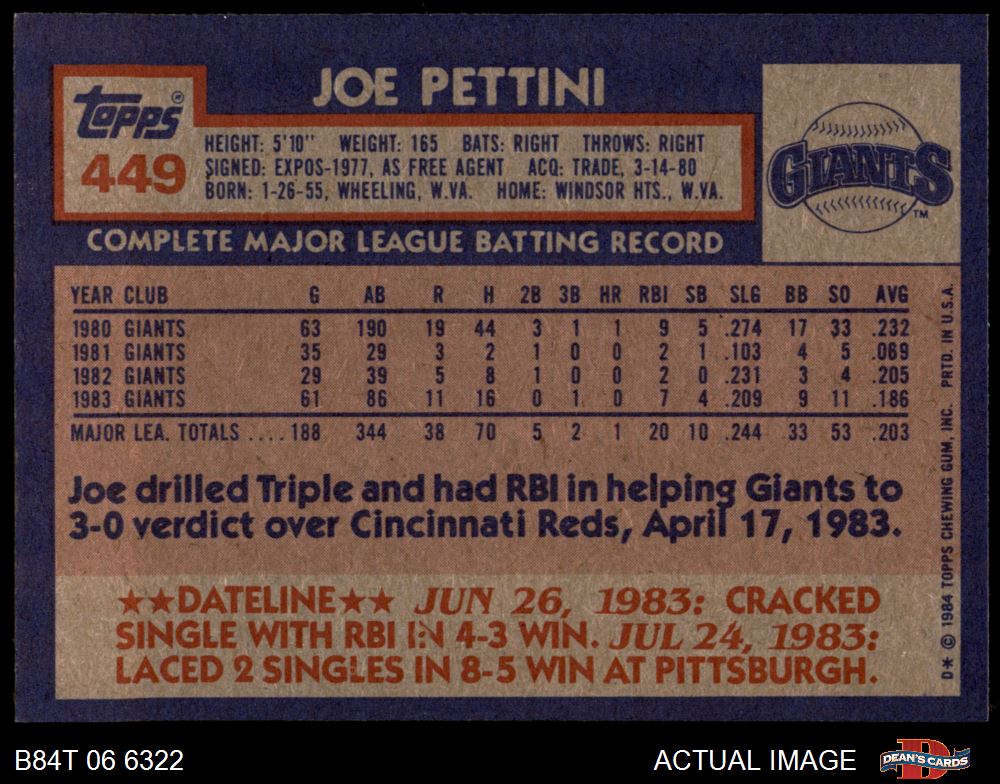 JOE PETTINI
Topps®
449
HEIGHT: 5'10" WEIGHT: 165 BATS: RIGHT THROWS: RIGHT
SIGNED: EXPOS-1977, AS FREE AGENT ACQ: TRADE, 3-14-80
BORN: 1-26-55, WHEELING, W.VA. HOME: WINDSOR HTS., W.VA.
GIANTS
TM
COMPLETE MAJOR LEAGUE BATTING RECORD
YEAR CLUB G AB R H 2B 3B HR RBI SB SLG BB SO AVG
1980 GIANTS 63 190 19 44 3 1 1 9 5 .274 17 33 .232
1981 GIANTS 35 29 3 2 1 0 0 2 1 .103 4 5 .069
1982 GIANTS 29 39 5 8 1 0 0 2 0 .231 3 4 .205
1983 GIANTS 61 86 11 16 0 1 0 7 4 .209 9 11 .186
MAJOR LEA. TOTALS .... 188 344 38 70 5 2 1 20 10 .244 33 53 .203
Joe drilled Triple and had RBI in helping Giants to
3-0 verdict over Cincinnati Reds, April 17, 1983.
★★DATELINE★★ JUN 26, 1983: CRACKED
SINGLE WITH RBI IN 4-3 WIN. JUL 24, 1983:
LACED 2 SINGLES IN 8-5 WIN AT PITTSBURGH.
D* © 1984 TOPPS CHEWING GUM, INC. PRTD. IN U.S.A.
B84T 06 6322
ACTUAL IMAGE
D
DEAN'S CARDS